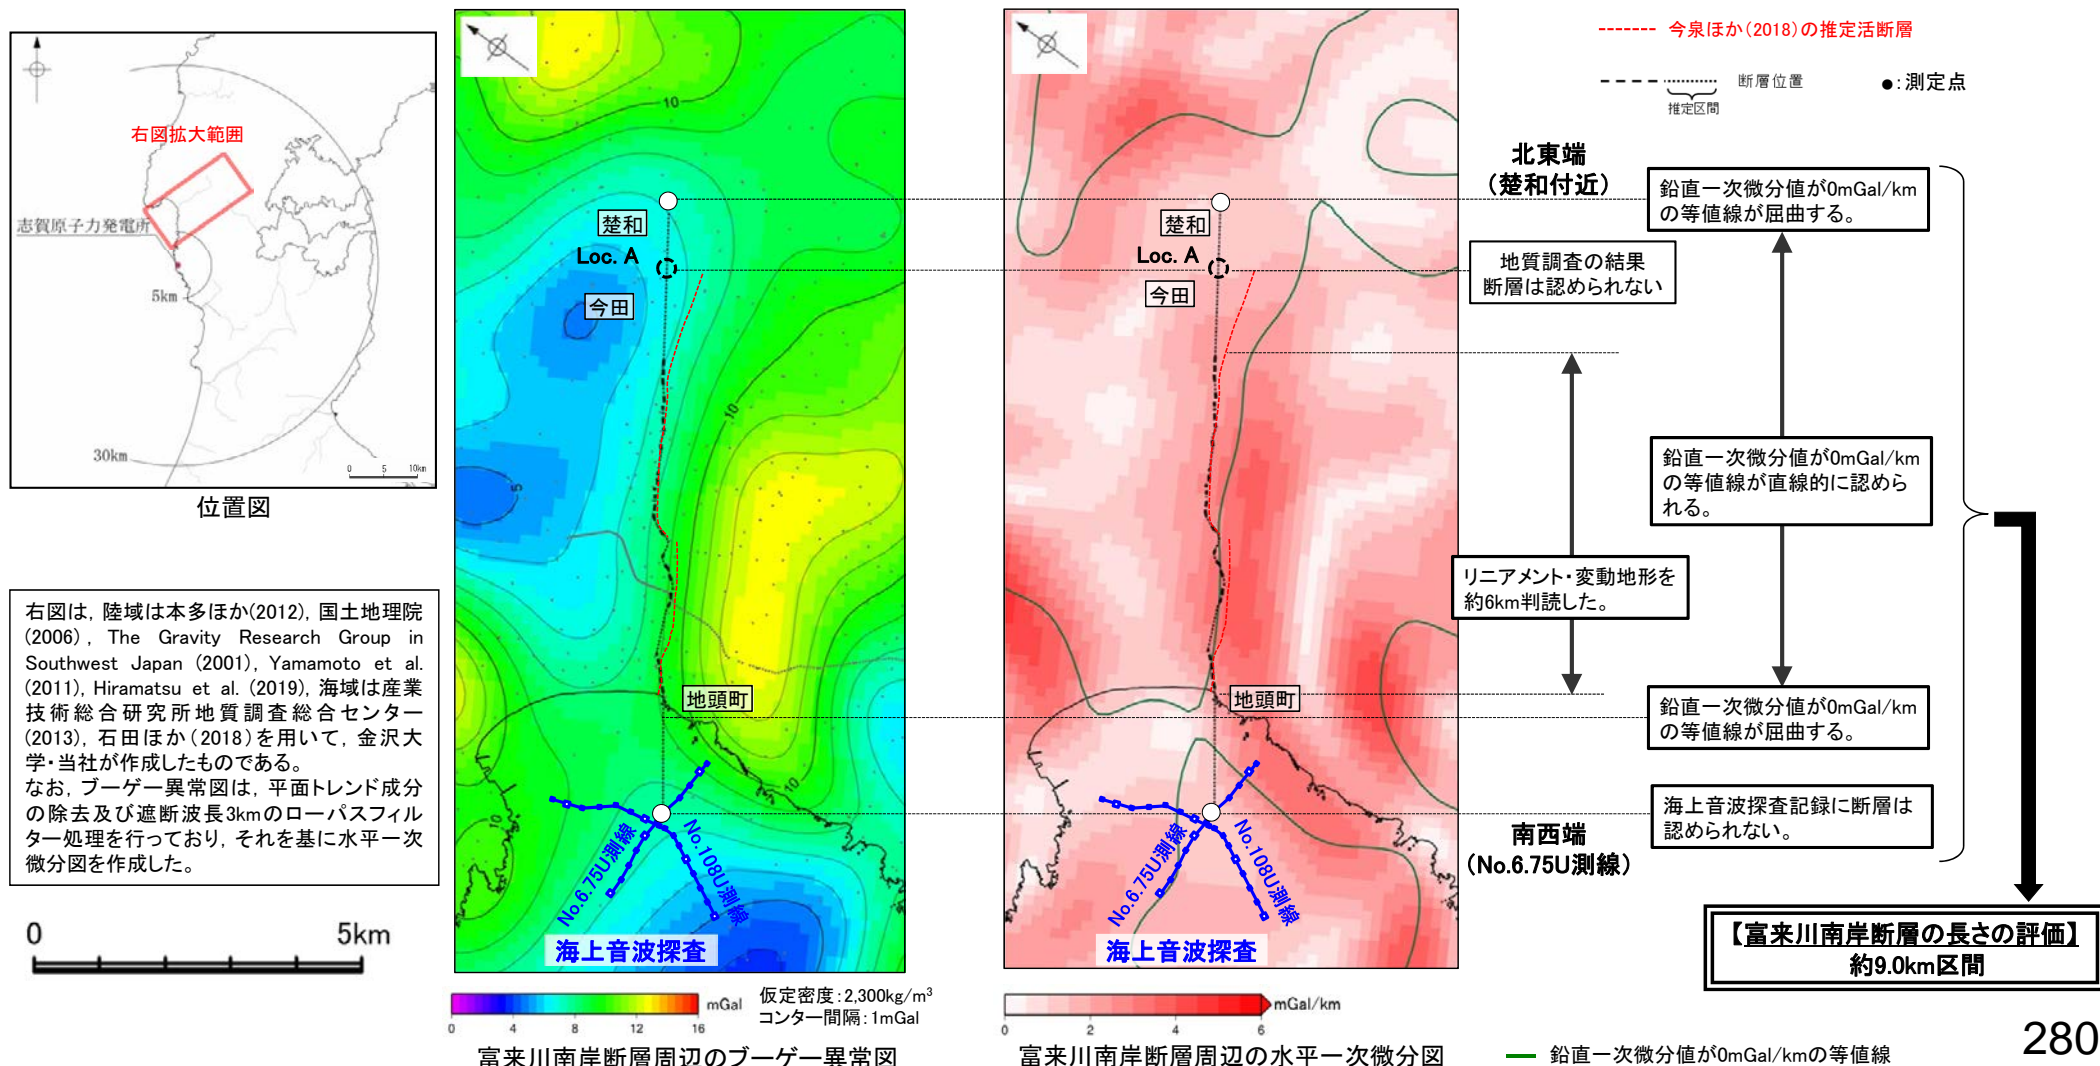 右図拡大範囲
志賀原子力発電所
5km
30km
0 5 10km
位置図
右図は, 陸域は本多ほか(2012), 国土地理院
(2006), The Gravity Research Group in
Southwest Japan (2001), Yamamoto et al.
(2011), Hiramatsu et al. (2019), 海域は産業
技術総合研究所地質調査総合センター
(2013), 石田ほか(2018)を用いて, 金沢大
学・当社が作成したものである。
なお, ブーゲー異常図は, 平面トレンド成分
の除去及び遮断波長3kmのローパスフィル
ター処理を行っており, それを基に水平一次
微分図を作成した。
0 5km
10
楚和
Loc. A
今田
10
5
地頭町
10
10
No.6.75U測線
No.108U測線
海上音波探査
mGal
0 4 8 12 16
仮定密度:2,300kg/m³
コンター間隔:1mGal
富来川南岸断層周辺のブーゲー異常図
楚和
Loc. A
今田
地頭町
No.6.75U測線
No.108U測線
海上音波探査
mGal/km
0 2 4 6
富来川南岸断層周辺の水平一次微分図
今泉ほか(2018)の推定活断層
断層位置
推定区間
●:測定点
北東端
(楚和付近)
鉛直一次微分値が0mGal/km
の等値線が屈曲する。
地質調査の結果
断層は認められない
鉛直一次微分値が0mGal/km
の等値線が直線的に認めら
れる。
リニアメント・変動地形を
約6km判読した。
鉛直一次微分値が0mGal/km
の等値線が屈曲する。
海上音波探査記録に断層は
認められない。
南西端
(No.6.75U測線)
【富来川南岸断層の長さの評価】
約9.0km区間
鉛直一次微分値が0mGal/kmの等値線
280